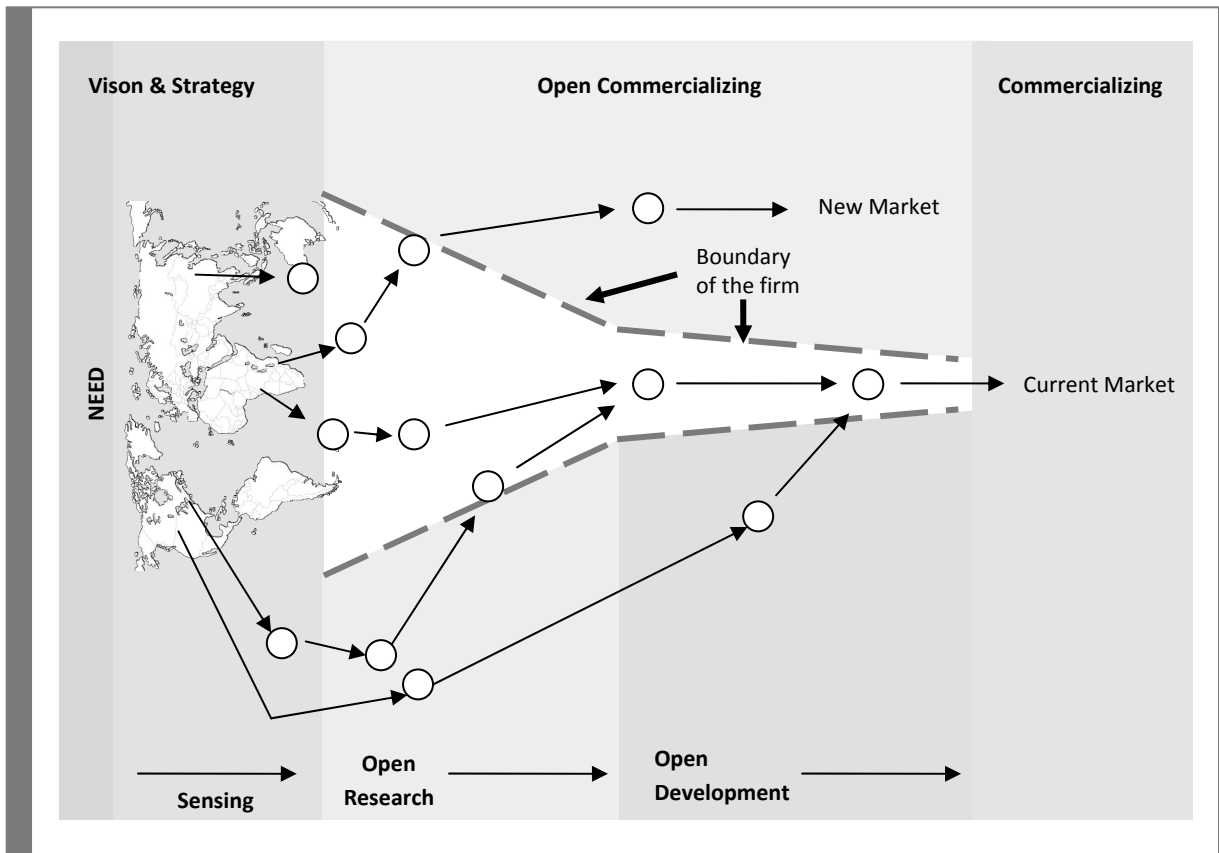 Vison & Strategy
Open Commercializing
Commercializing
New Market
Boundary
of the firm
NEED
Current Market
Sensing
Open
Research
Open
Development